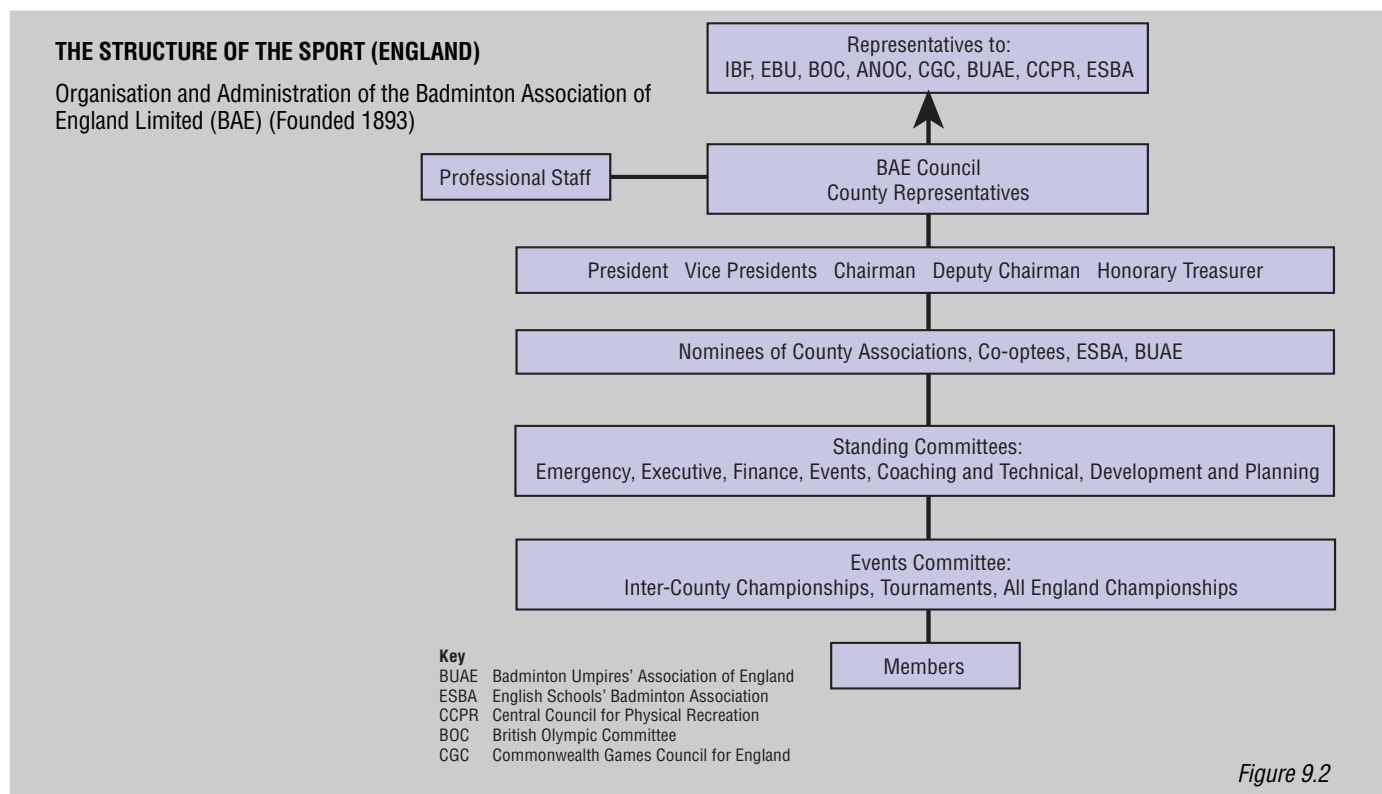 THE STRUCTURE OF THE SPORT (ENGLAND)
Organisation and Administration of the Badminton Association of
England Limited (BAE) (Founded 1893)
Representatives to:
IBF, EBU, BOC, ANOC, CGC, BUAE, CCPR, ESBA
Professional Staff
BAE Council
County Representatives
President Vice Presidents Chairman Deputy Chairman Honorary Treasurer
Nominees of County Associations, Co-optees, ESBA, BUAE
Standing Committees:
Emergency, Executive, Finance, Events, Coaching and Technical, Development and Planning
Events Committee:
Inter-County Championships, Tournaments, All England Championships
Members
Key
BUAE Badminton Umpires’ Association of England
ESBA English Schools’ Badminton Association
CCPR Central Council for Physical Recreation
BOC British Olympic Committee
CGC Commonwealth Games Council for England
Figure 9.2